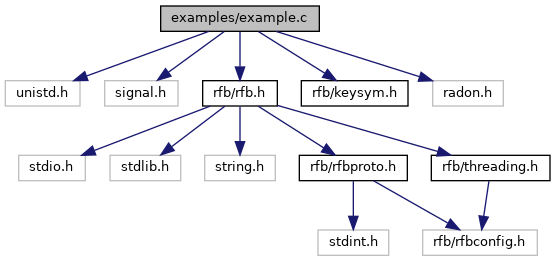 examples/example.c
unistd.h
signal.h
rfb/rfb.h
rfb/keysym.h
radon.h
stdio.h
stdlib.h
string.h
rfb/rfbproto.h
rfb/threading.h
stdint.h
rfb/rfbconfig.h